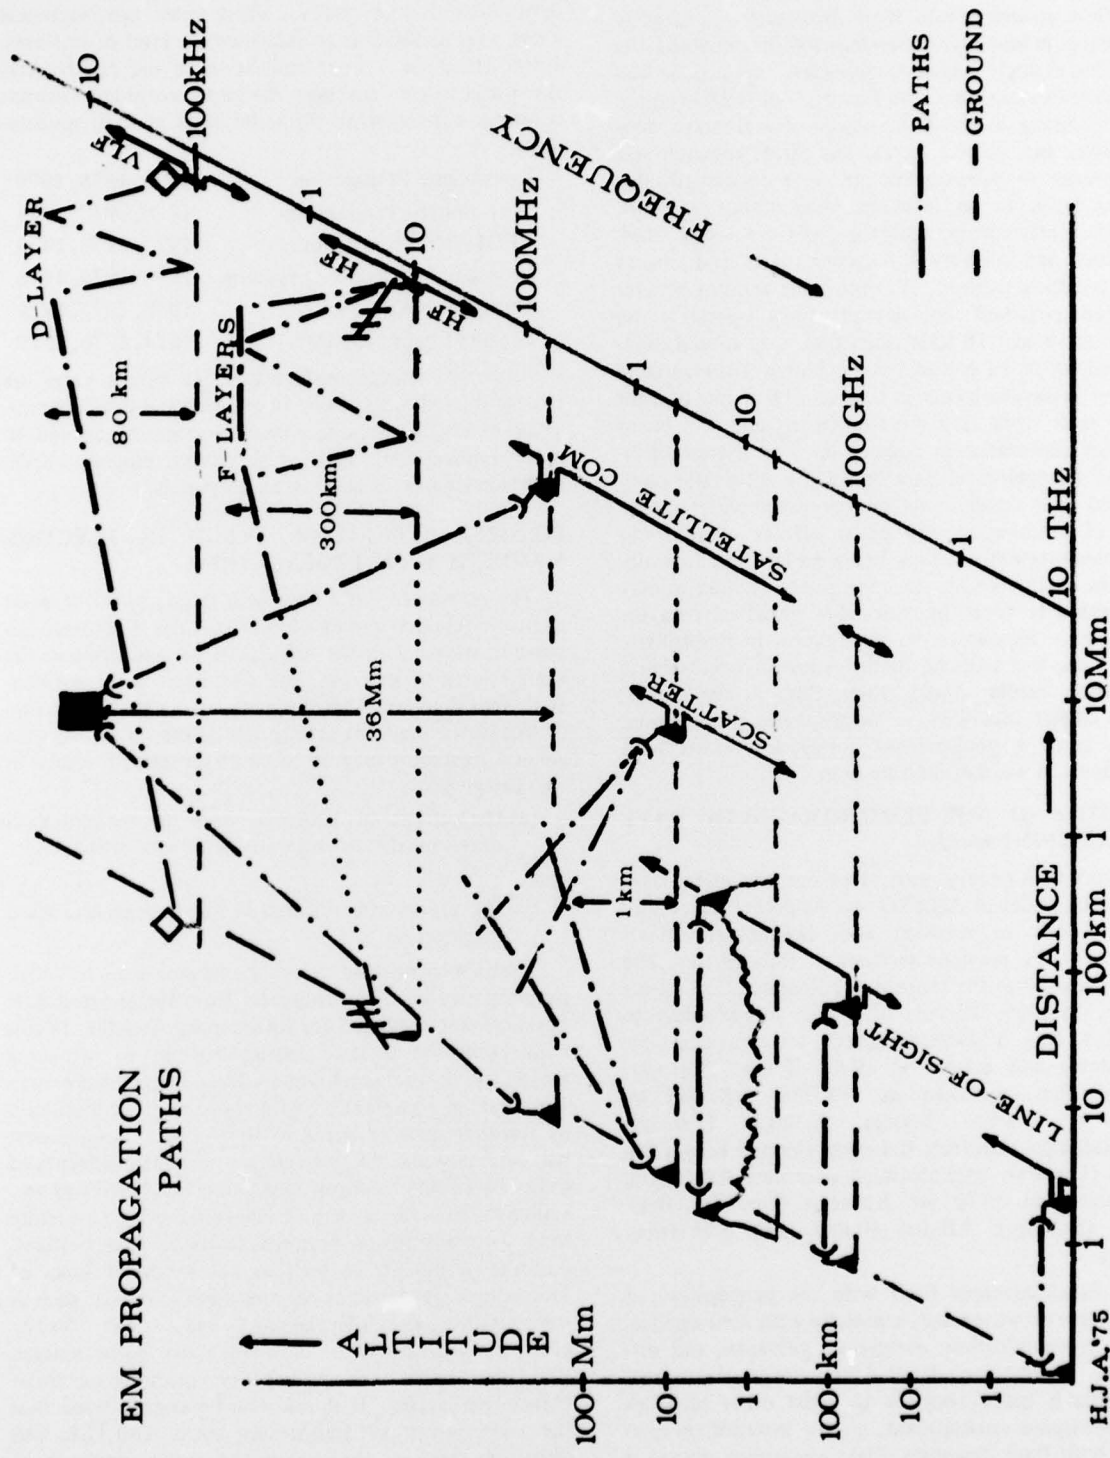 EM PROPAGATION
PATHS
ALTITUDE
100 Mm
10
1
100 km
10
1
H.J.A.'75
1
10
100km
1
10Mm
DISTANCE
10
100kHz
1
10
100MHz
1
10
100GHz
1
10 THz
FREQUENCY
VLF
D-LAYER
80 km
HF
HF
F-LAYERS
300km
36Mm
SATELLITE COM
SCATTER
1 km
LINE-OF-SIGHT
PATHS
GROUND